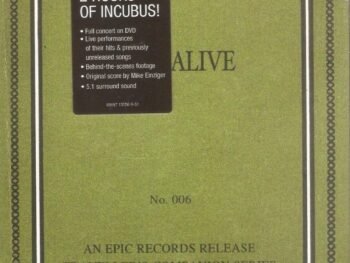 OF INCUBUS!
• Full concert on DVD
• Live performances
of their hits & previously
unreleased songs
• Behind-the-scenes footage
• Original score by Mike Einziger
• 5.1 surround sound
ALIVE
No. 006
AN EPIC RECORDS RELEASE